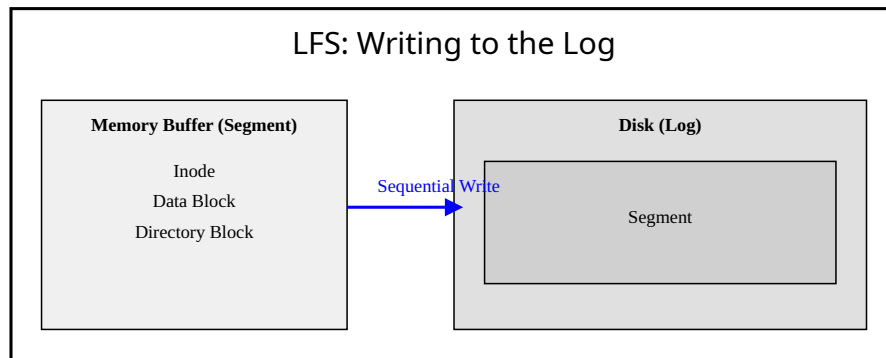 LFS: Writing to the Log
Memory Buffer (Segment)
Inode
Data Block
Directory Block
Sequential Write
Disk (Log)
Segment